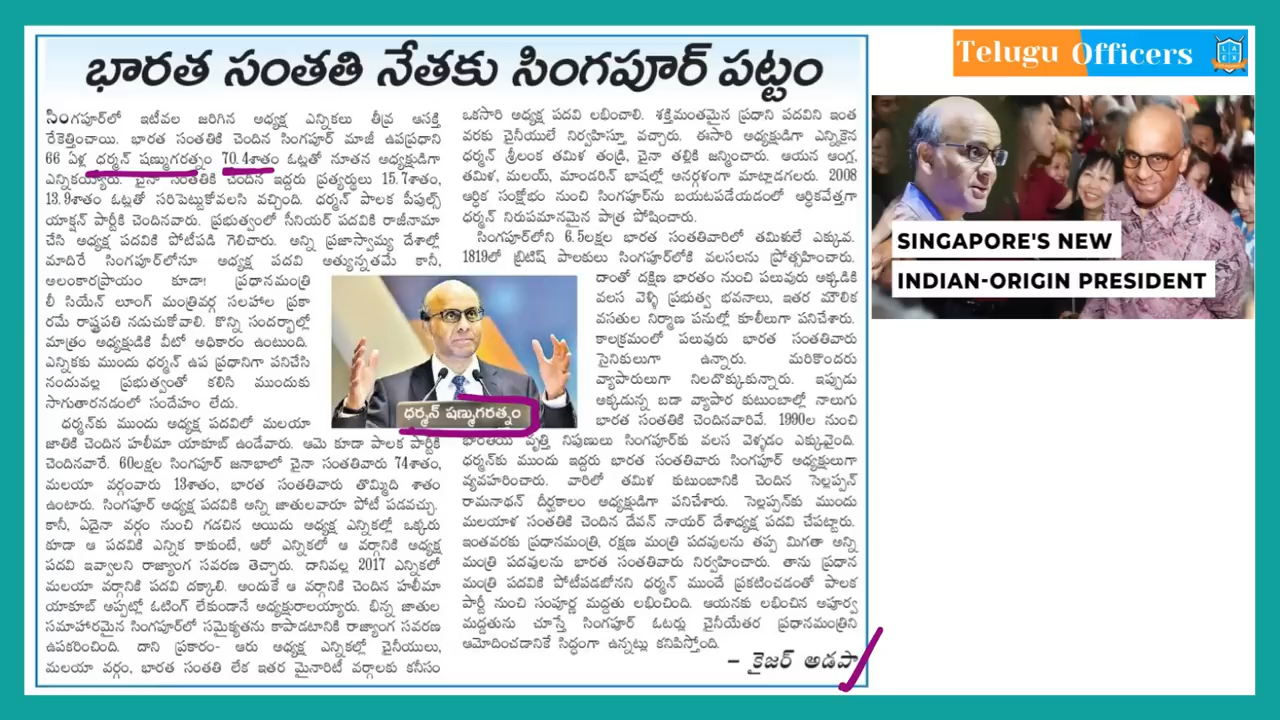 భారత సంతతి నేతకు సింగపూర్ పట్టం
సింగపూర్‌లో ఇటీవల జరిగిన అధ్యక్ష ఎన్నికలు తీవ్ర ఆసక్తి
రేకెత్తించాయి. భారత సంతతికి చెందిన సింగపూర్ మాజీ ఉపప్రధాని
66 ఏళ్ల ధర్మన్ షణ్ముగరత్నం 70.4శాతం ఓట్లతో నూతన అధ్యక్షుడిగా
ఎన్నికయ్యారు. చైనా సంతతికి చెందిన ఇద్దరు ప్రత్యర్థులు 15.7శాతం,
13.9శాతం ఓట్లతో సరిపెట్టుకోవలసి వచ్చింది. ధర్మన్ పాలక పీపుల్స్
యాక్షన్ పార్టీకి చెందినవారు. ప్రభుత్వంలో సీనియర్ పదవికి రాజీనామా
చేసి అధ్యక్ష పదవికి పోటీపడి గెలిచారు. అన్ని ప్రజాస్వామ్య దేశాల్లో
మాదిరే సింగపూర్‌లోనూ అధ్యక్ష పదవి అత్యున్నతమే కానీ,
అలంకారప్రాయం కూడా! ప్రధానమంత్రి
లీ సియేన్ లూంగ్ మంత్రివర్గ సలహాల ప్రకా
రమే రాష్ట్రపతి నడుచుకోవాలి. కొన్ని సందర్భాల్లో
మాత్రం అధ్యక్షుడికి వీటో అధికారం ఉంటుంది.
ఎన్నికకు ముందు ధర్మన్ ఉప ప్రధానిగా పనిచేసి
నందువల్ల ప్రభుత్వంతో కలిసి ముందుకు
సాగుతారనడంలో సందేహం లేదు.
ధర్మన్‌కు ముందు అధ్యక్ష పదవిలో మలయా
జాతికి చెందిన హలీమా యాకూబ్ ఉండేవారు. ఆమె కూడా పాలక పార్టీకి
చెందినవారే. 60లక్షల సింగపూర్ జనాభాలో చైనా సంతతివారు 74శాతం,
మలయా వర్గంవారు 13శాతం, భారత సంతతివారు తొమ్మిది శాతం
ఉంటారు. సింగపూర్ అధ్యక్ష పదవికి అన్ని జాతులవారూ పోటీ పడవచ్చు.
కానీ, ఏదైనా వర్గం నుంచి గడచిన అయిదు అధ్యక్ష ఎన్నికల్లో ఒక్కరు
కూడా ఆ పదవికి ఎన్నిక కాకుంటే, ఆరో ఎన్నికలో ఆ వర్గానికి అధ్యక్ష
పదవి ఇవ్వాలని రాజ్యాంగ సవరణ తెచ్చారు. దానివల్ల 2017 ఎన్నికలో
మలయా వర్గానికి పదవి దక్కాలి. అందుకే ఆ వర్గానికి చెందిన హలీమా
యాకూబ్ అప్పట్లో ఓటింగ్ లేకుండానే అధ్యక్షురాలయ్యారు. భిన్న జాతుల
సమాహారమైన సింగపూర్‌లో సమైక్యతను కాపాడటానికి రాజ్యాంగ సవరణ
ఉపకరించింది. దాని ప్రకారం- ఆరు అధ్యక్ష ఎన్నికల్లో చైనీయులు,
మలయా వర్గం, భారత సంతతి లేక ఇతర మైనారిటీ వర్గాలకు కనీసం
ధర్మన్ షణ్ముగరత్నం
ఒకసారి అధ్యక్ష పదవి లభించాలి. శక్తిమంతమైన ప్రధాని పదవిని ఇంత
వరకు చైనీయులే నిర్వహిస్తూ వచ్చారు. ఈసారి అధ్యక్షుడిగా ఎన్నికైన
ధర్మన్ శ్రీలంక తమిళ తండ్రి, చైనా తల్లికి జన్మించారు. ఆయన ఆంగ్ల,
తమిళ, మలయ్, మాండరిన్ భాషల్లో అనర్గళంగా మాట్లాడగలరు. 2008
ఆర్థిక సంక్షోభం నుంచి సింగపూర్‌ను బయటపడేయడంలో ఆర్థికవేత్తగా
ధర్మన్ నిరుపమానమైన పాత్ర పోషించారు.
సింగపూర్‌లోని 6.5లక్షల భారత సంతతివారిలో తమిళులే ఎక్కువ.
1819లో బ్రిటిష్ పాలకులు సింగపూర్‌లోకి వలసలను ప్రోత్సహించారు.
దాంతో దక్షిణ భారతం నుంచి పలువురు అక్కడికి
వలస వెళ్ళి ప్రభుత్వ భవనాలు, ఇతర మౌలిక
వసతుల నిర్మాణ పనుల్లో కూలీలుగా పనిచేశారు.
కాలక్రమంలో పలువురు భారత సంతతివారు
సైనికులుగా ఉన్నారు. మరికొందరు
వ్యాపారులుగా నిలదొక్కుకున్నారు. ఇప్పుడు
అక్కడున్న బడా వ్యాపార కుటుంబాల్లో నాలుగు
భారత సంతతికి చెందినవారివే. 1990ల నుంచి
భారతీయ వృత్తి నిపుణులు సింగపూర్‌కు వలస వెళ్ళడం ఎక్కువైంది.
ధర్మన్‌కు ముందు ఇద్దరు భారత సంతతివారు సింగపూర్ అధ్యక్షులుగా
వ్యవహరించారు. వారిలో తమిళ కుటుంబానికి చెందిన సెల్లప్పన్
రామనాథన్ దీర్ఘకాలం అధ్యక్షుడిగా పనిచేశారు. సెల్లప్పన్‌కు ముందు
మలయాళ సంతతికి చెందిన దేవన్ నాయర్ దేశాధ్యక్ష పదవి చేపట్టారు.
ఇంతవరకు ప్రధానమంత్రి, రక్షణ మంత్రి పదవులను తప్ప మిగతా అన్ని
మంత్రి పదవులను భారత సంతతివారు నిర్వహించారు. తాను ప్రధాన
మంత్రి పదవికి పోటీపడబోనని ధర్మన్ ముందే ప్రకటించడంతో పాలక
పార్టీ నుంచి సంపూర్ణ మద్దతు లభించింది. ఆయనకు లభించిన అపూర్వ
మద్దతును చూస్తే సింగపూర్ ఓటర్లు చైనీయేతర ప్రధానమంత్రిని
ఆమోదించడానికే సిద్ధంగా ఉన్నట్లు కనిపిస్తోంది.
– కైజర్ అడపా
Telugu Officers
SINGAPORE'S NEW
INDIAN-ORIGIN PRESIDENT